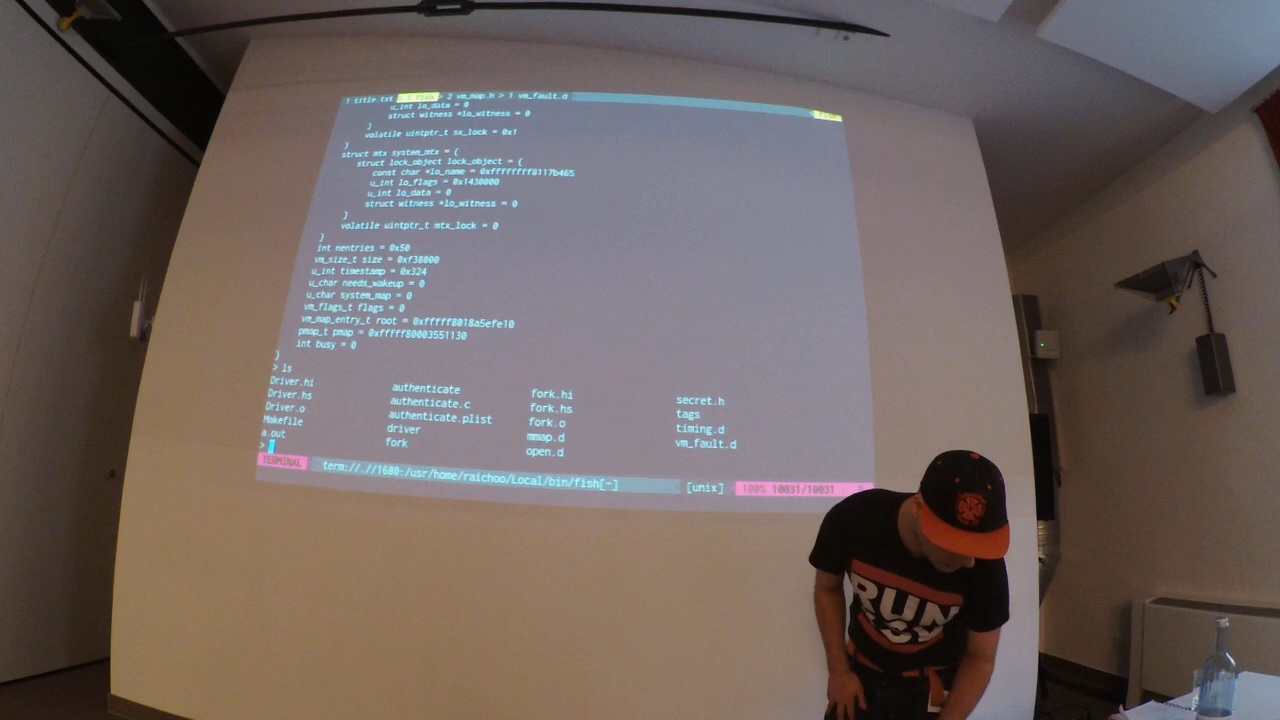 1 title.txt 1 fish > 2 vm_map.h > 1 vm_fault.d
u_int lo_data = 0
struct witness *lo_witness = 0
}
volatile uintptr_t sx_lock = 0x1
}
struct mtx system_mtx = {
struct lock_object lock_object = {
const char *lo_name = 0xffffffff8117b465
u_int lo_flags = 0x1430000
u_int lo_data = 0
struct witness *lo_witness = 0
}
volatile uintptr_t mtx_lock = 0
}
int nentries = 0x50
vm_size_t size = 0xf38000
u_int timestamp = 0x324
u_char needs_wakeup = 0
u_char system_map = 0
vm_flags_t flags = 0
vm_map_entry_t root = 0xfffff8018a5efe10
pmap_t pmap = 0xfffff80003551130
int busy = 0
}
> ls
Driver.hi authenticate fork.hi secret.h
Driver.hs authenticate.c fork.hs tags
Driver.o authenticate.plist fork.o timing.d
Makefile driver mmap.d vm_fault.d
a.out fork open.d
>
TERMINAL term://.//1680:/usr/home/raichoo/Local/bin/fish[-] [unix] 100% 10031/10031
RUN